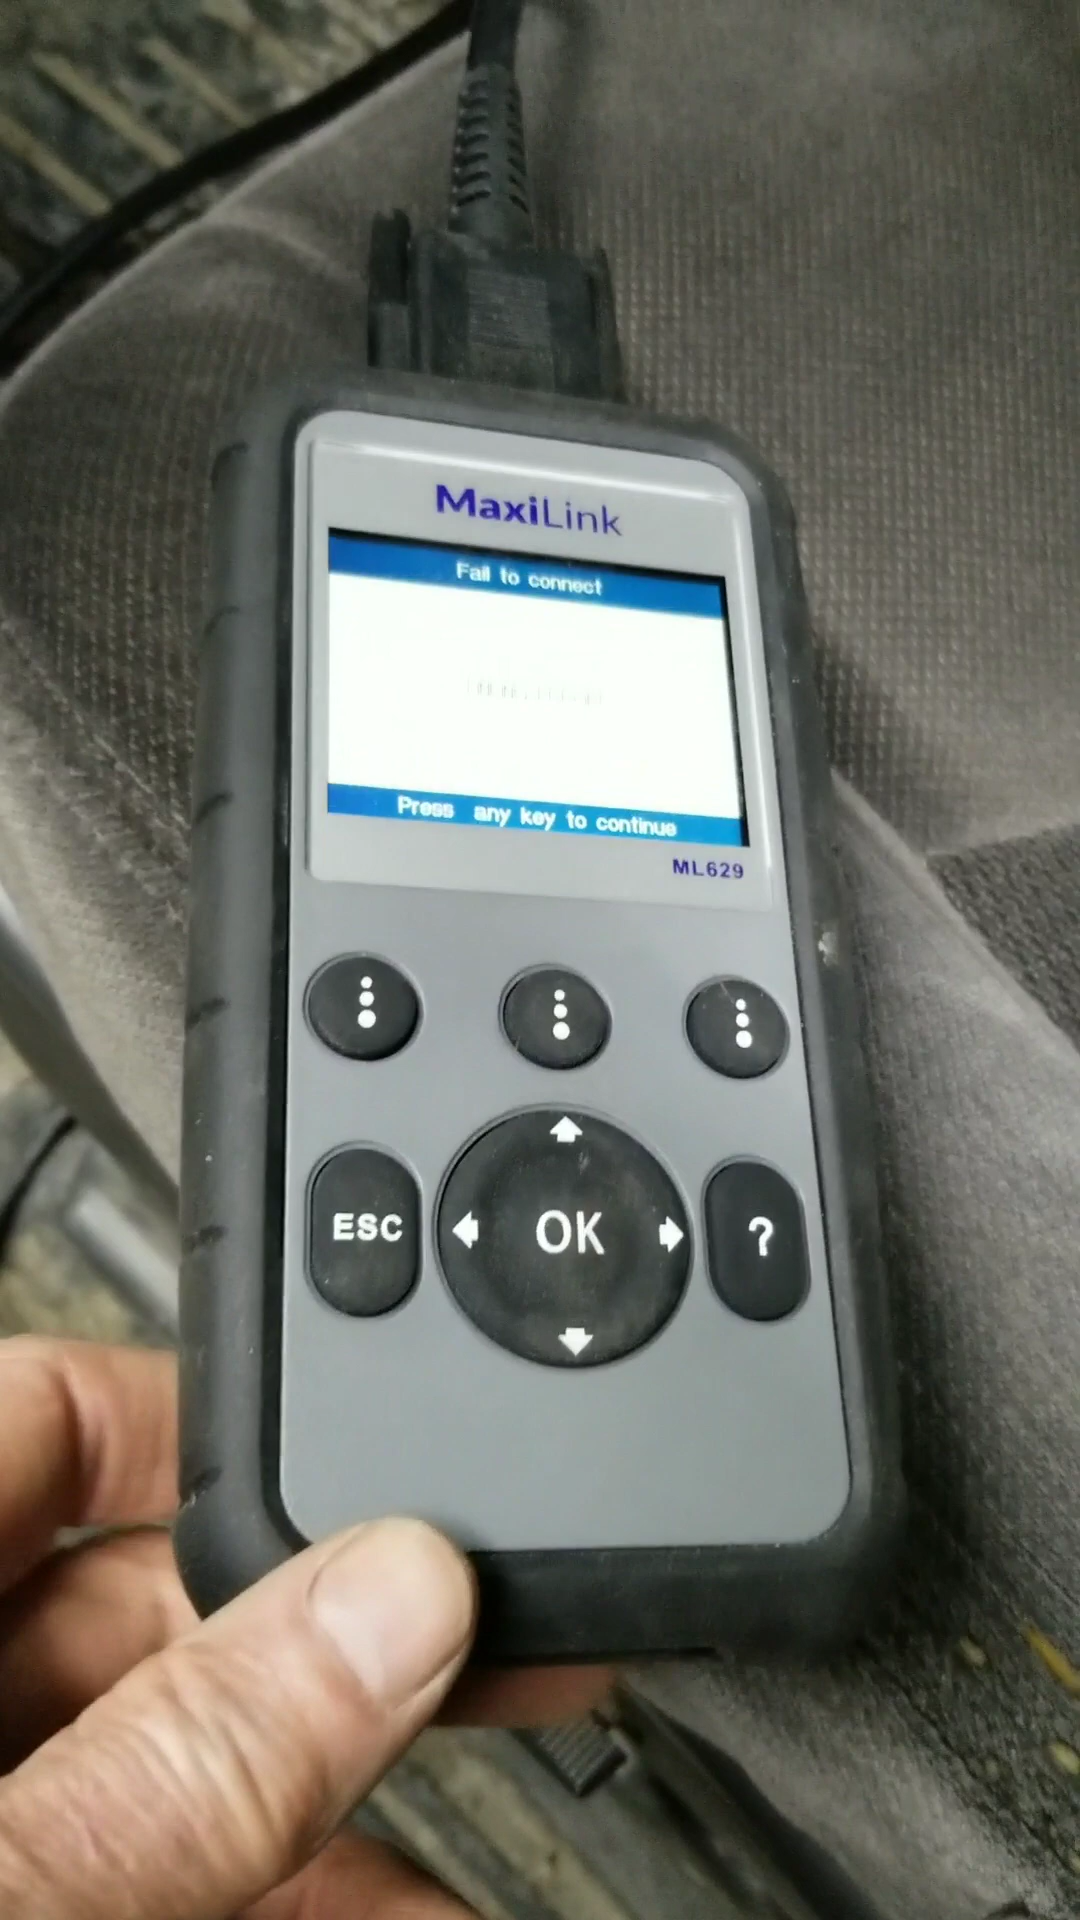 MaxiLink
Fail to connect
Press any key to continue
ML629
ESC
OK
?